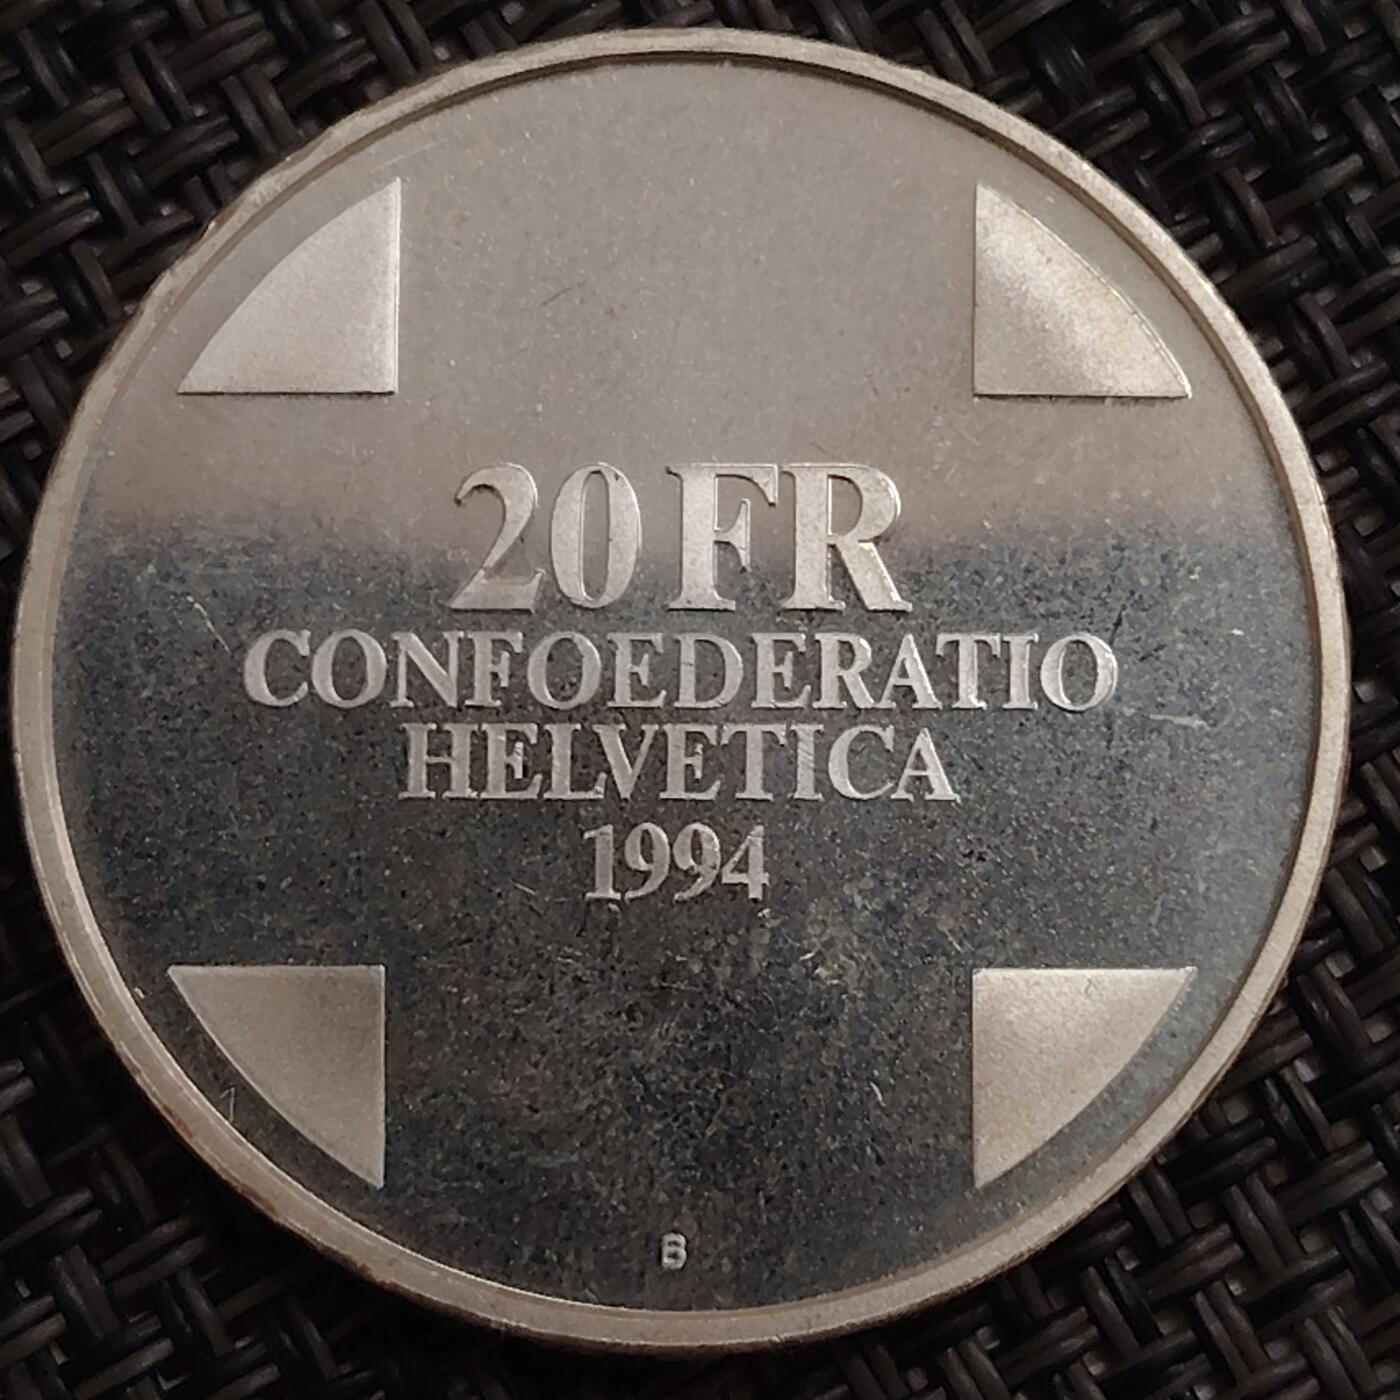 20 FR
CONFOEDERATIO
HELVETICA
1994
B